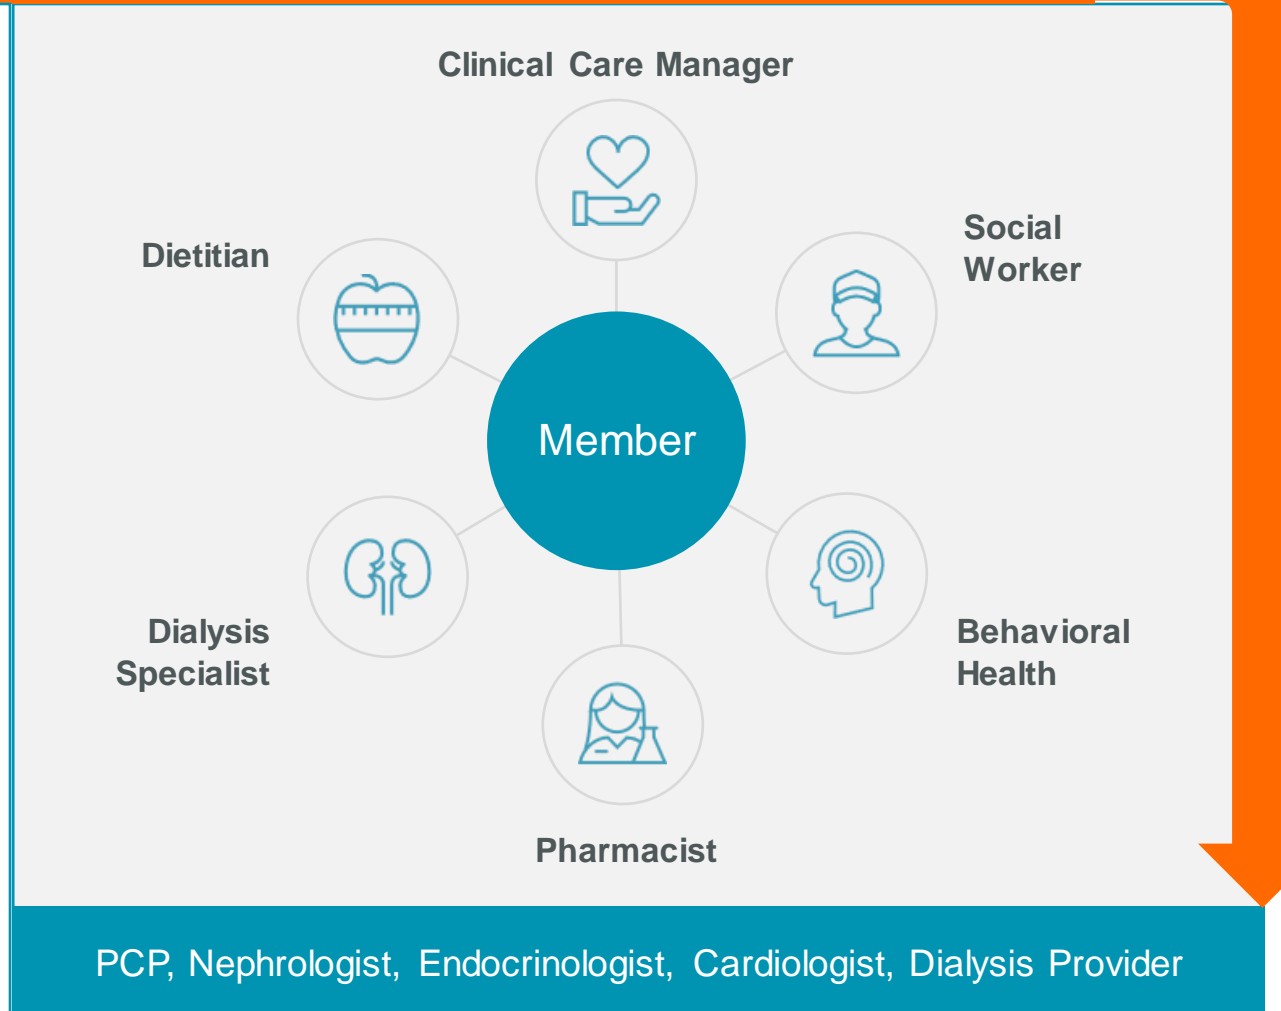 Clinical Care Manager
Social
Worker
Dietitian
Member
Dialysis
Specialist
Behavioral
Health
Pharmacist
PCP, Nephrologist, Endocrinologist, Cardiologist, Dialysis Provider